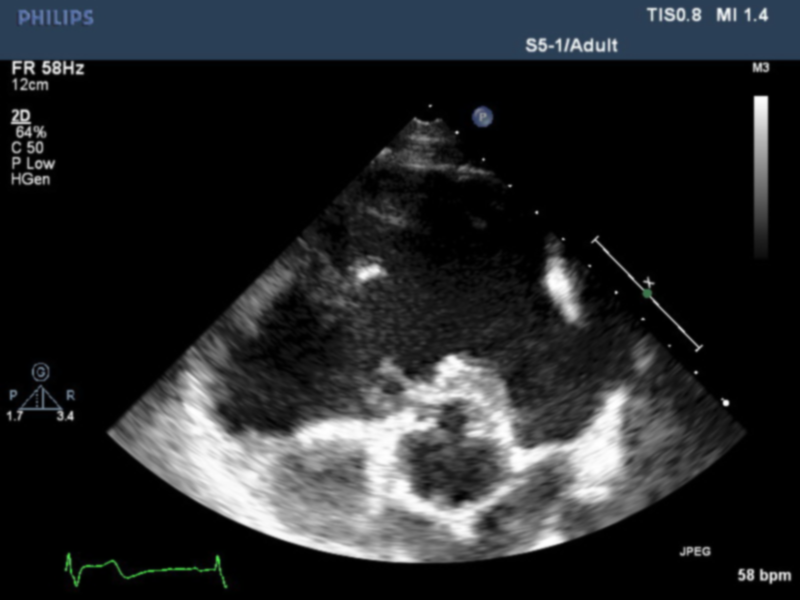 PHILIPS
TIS0.8 MI 1.4
S5-1/Adult
FR 58Hz
12cm
M3
2D
64%
C 50
P Low
HGen
P
G
P R
1.7 3.4
JPEG
58 bpm